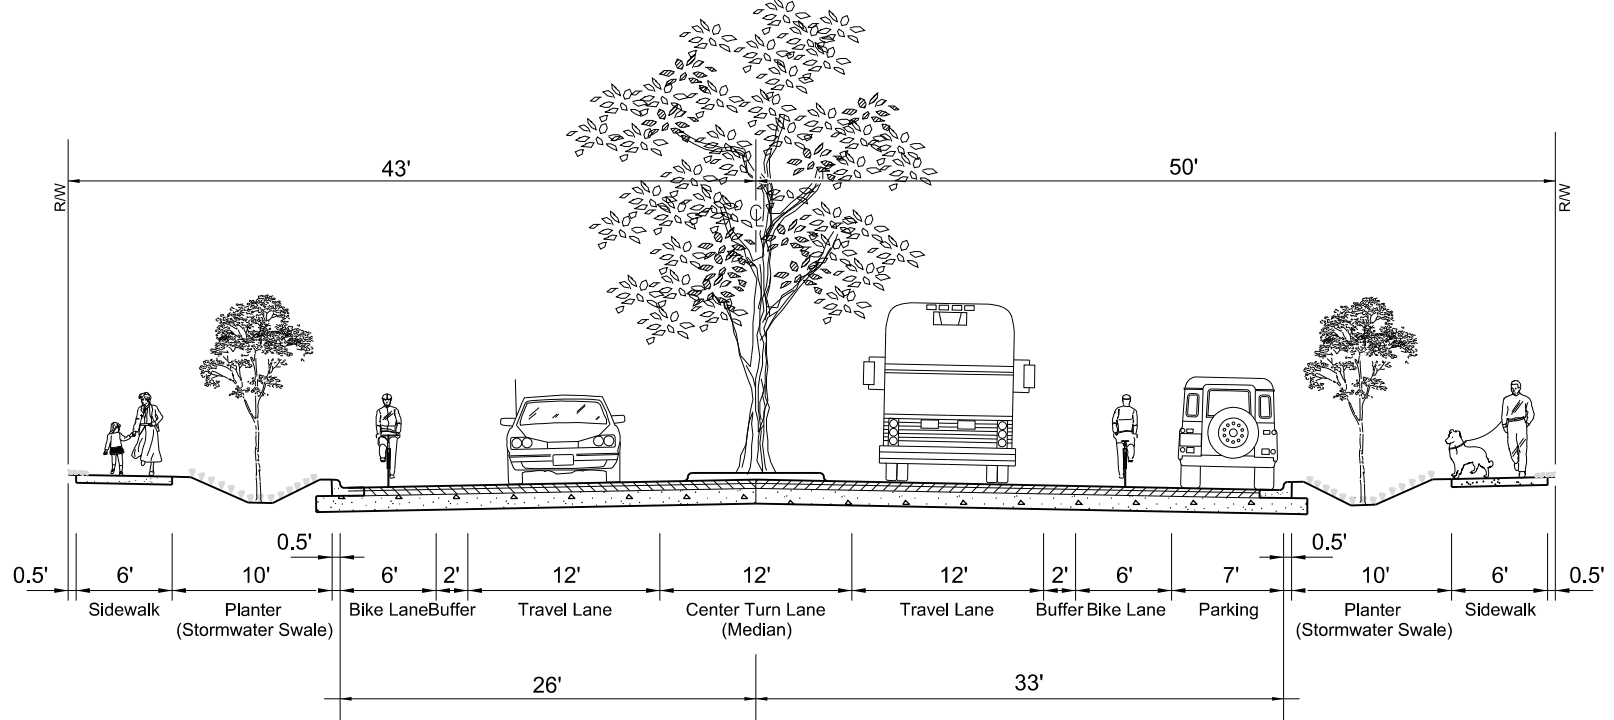 43'
50'
R/W
R/W
CL
0.5'
0.5'
0.5'
6'
10'
6'
2'
12'
12'
12'
2'
6'
7'
10'
6'
0.5'
Sidewalk
Planter
(Stormwater Swale)
Bike Lane
Buffer
Travel Lane
Center Turn Lane
(Median)
Travel Lane
Buffer
Bike Lane
Parking
Planter
(Stormwater Swale)
Sidewalk
26'
33'